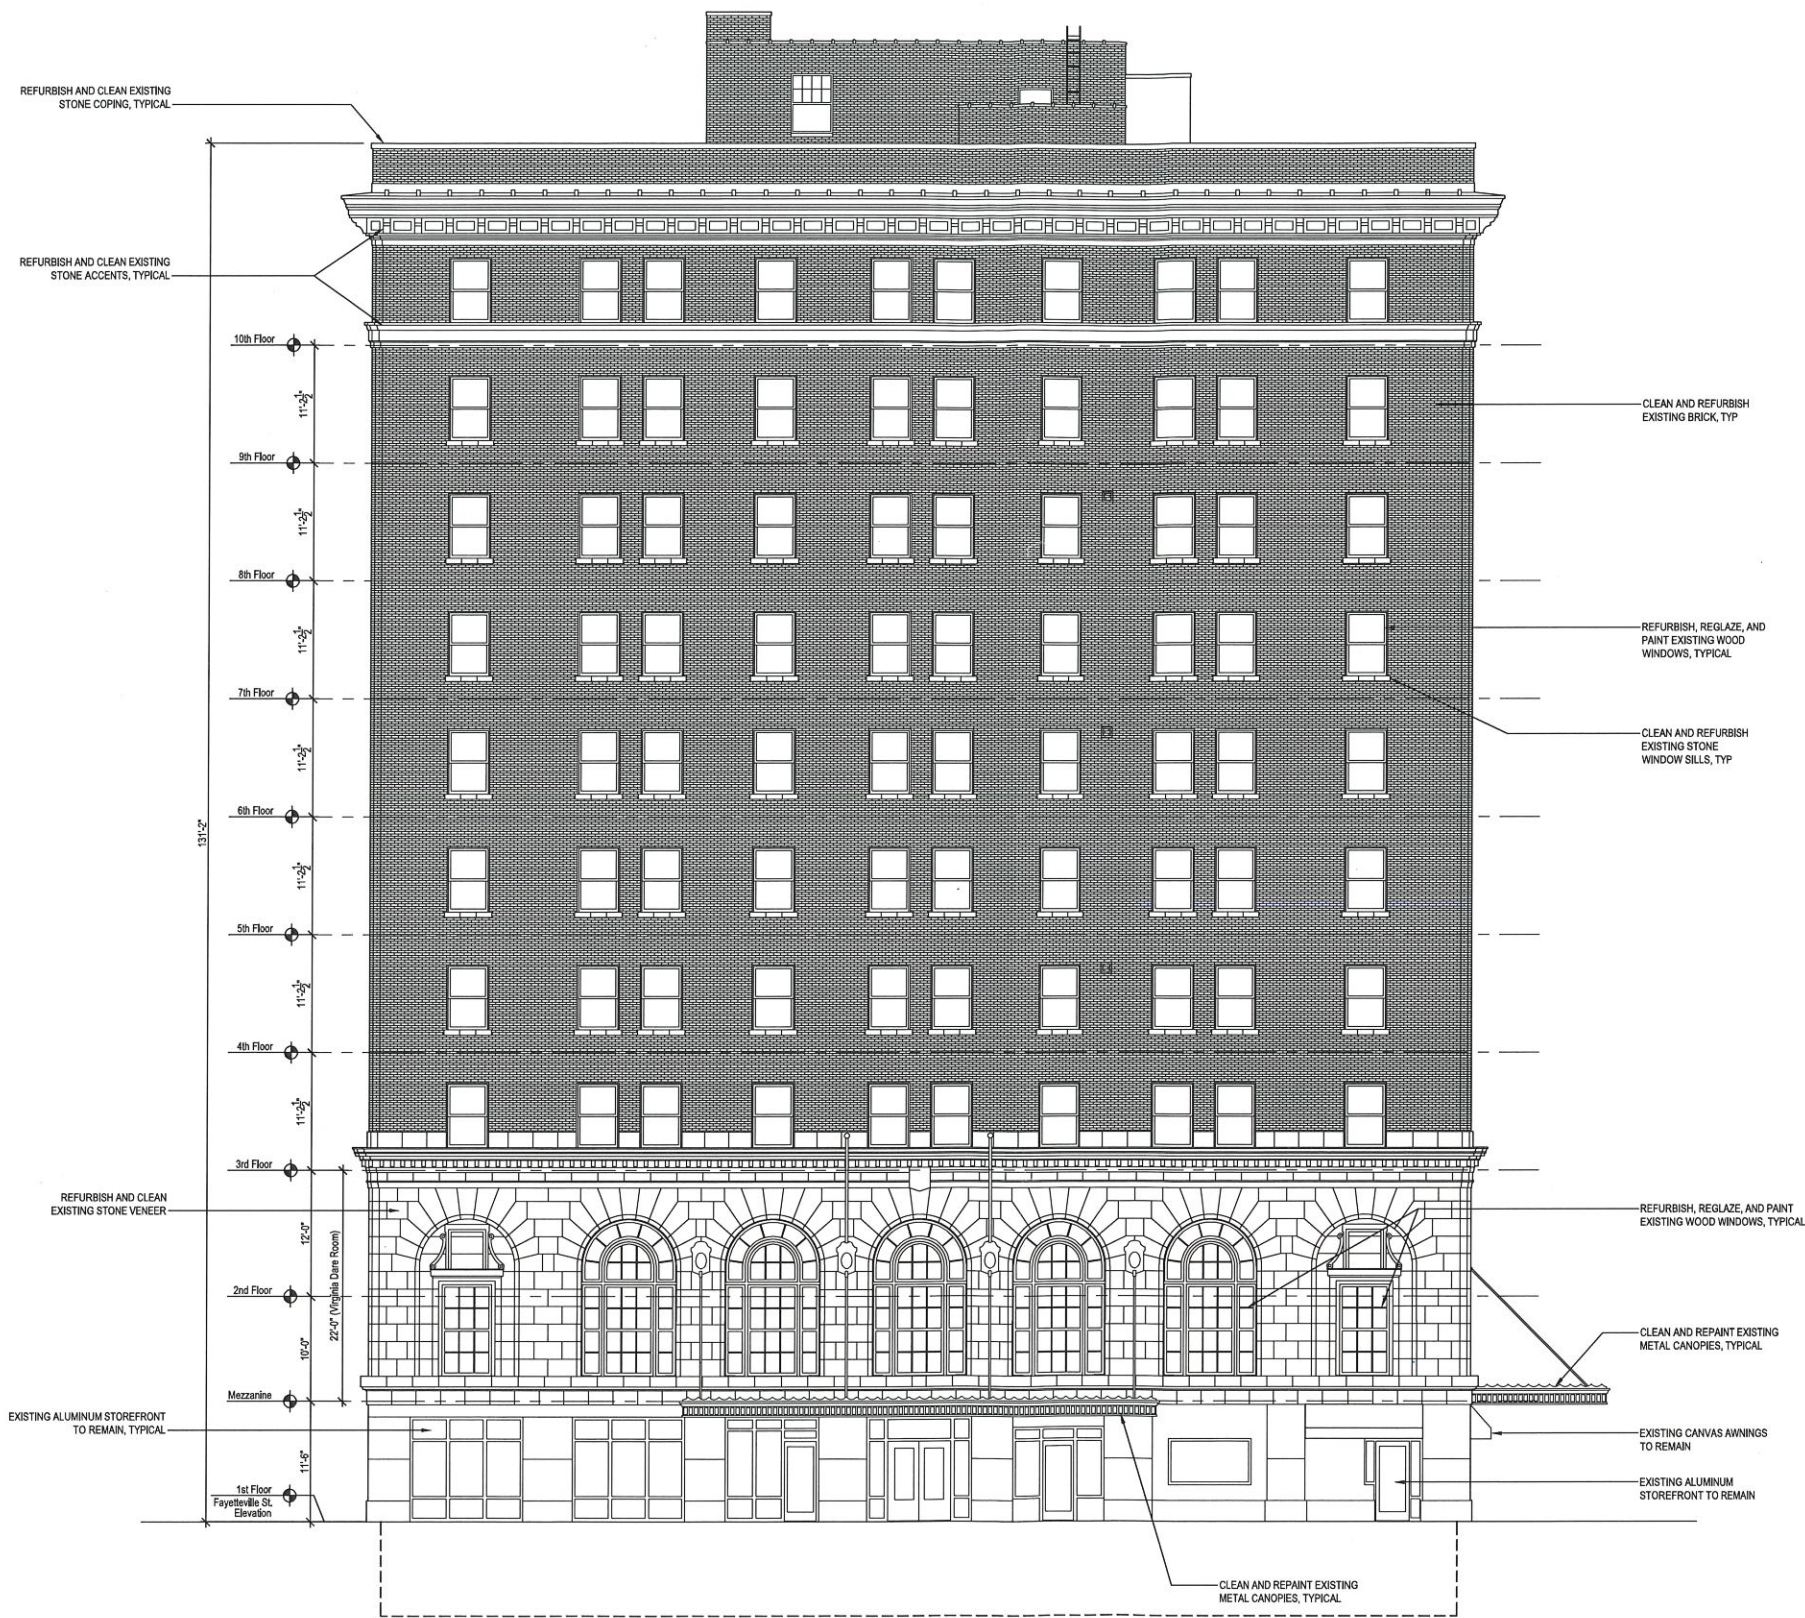 REFURBISH AND CLEAN EXISTING
STONE COPING, TYPICAL
REFURBISH AND CLEAN EXISTING
STONE ACCENTS, TYPICAL
10th Floor
11'-2½"
CLEAN AND REFURBISH
EXISTING BRICK, TYP
9th Floor
11'-2½"
8th Floor
11'-2½"
REFURBISH, REGLAZE, AND
PAINT EXISTING WOOD
WINDOWS, TYPICAL
7th Floor
11'-2½"
CLEAN AND REFURBISH
EXISTING STONE
WINDOW SILLS, TYP
6th Floor
131'-2"
11'-2½"
5th Floor
11'-2½"
4th Floor
11'-2½"
3rd Floor
REFURBISH AND CLEAN
EXISTING STONE VENEER
12'-0"
22'-0" (Virginia Dare Room)
REFURBISH, REGLAZE, AND PAINT
EXISTING WOOD WINDOWS, TYPICAL
2nd Floor
10'-0"
CLEAN AND REPAINT EXISTING
METAL CANOPIES, TYPICAL
Mezzanine
EXISTING ALUMINUM STOREFRONT
TO REMAIN, TYPICAL
11'-6"
EXISTING CANVAS AWNINGS
TO REMAIN
1st Floor
Fayetteville St.
Elevation
EXISTING ALUMINUM
STOREFRONT TO REMAIN
CLEAN AND REPAINT EXISTING
METAL CANOPIES, TYPICAL